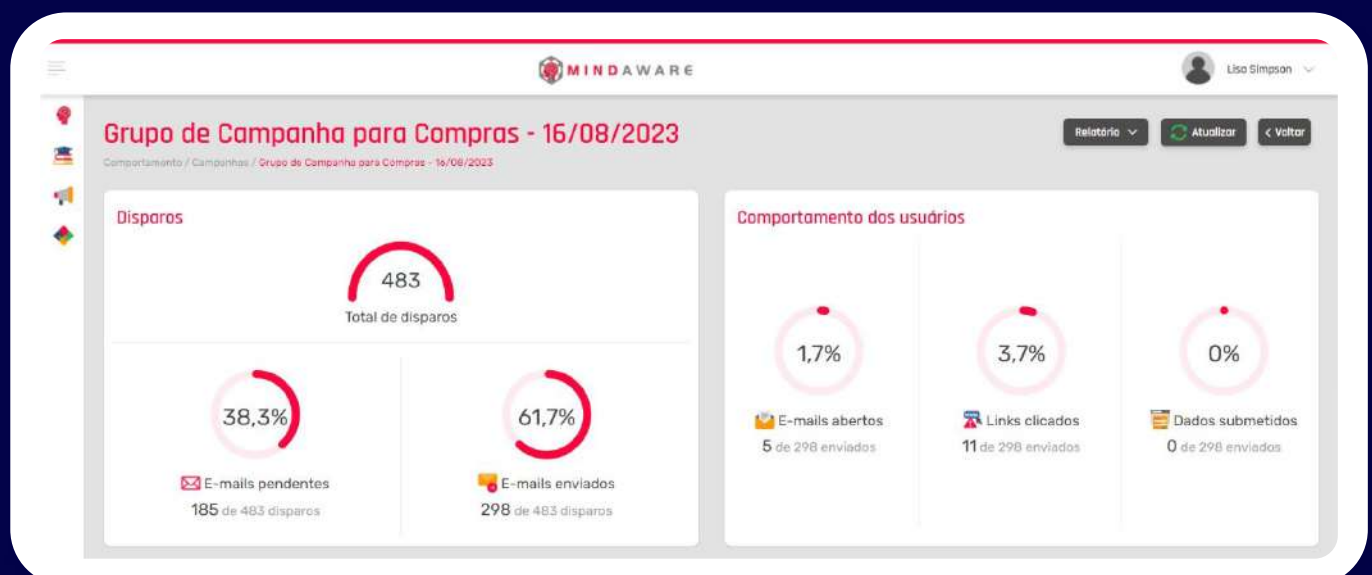 MINDAWARE
Lisa Simpson
Grupo de Campanha para Compras - 16/08/2023
Relatório
Atualizar
< Voltar
Comportamento / Campanhas / Grupo de Campanha para Compras - 16/08/2023
Disparos
483
Total de disparos
38,3%
E-mails pendentes
185 de 483 disparos
61,7%
E-mails enviados
298 de 483 disparos
Comportamento dos usuários
1,7%
E-mails abertos
5 de 298 enviados
3,7%
Links clicados
11 de 298 enviados
0%
Dados submetidos
0 de 298 enviados